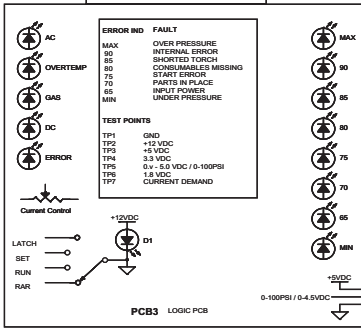 AC
OVERTEMP
GAS
DC
ERROR
Current Control
ERROR IND FAULT
MAX OVER PRESSURE
90 INTERNAL ERROR
85 SHORTED TORCH
80 CONSUMABLES MISSING
75 START ERROR
70 PARTS IN PLACE
65 INPUT POWER
MIN UNDER PRESSURE
TEST POINTS
TP1 GND
TP2 +12 VDC
TP3 +5 VDC
TP4 3.3 VDC
TP5 0.v - 5.0 VDC / 0-100PSI
TP6 1.8 VDC
TP7 CURRENT DEMAND
MAX
90
85
80
75
70
65
MIN
+12VDC
D1
LATCH
SET
RUN
RAR
+5VDC
0-100PSI / 0-4.5VDC
PCB3 LOGIC PCB